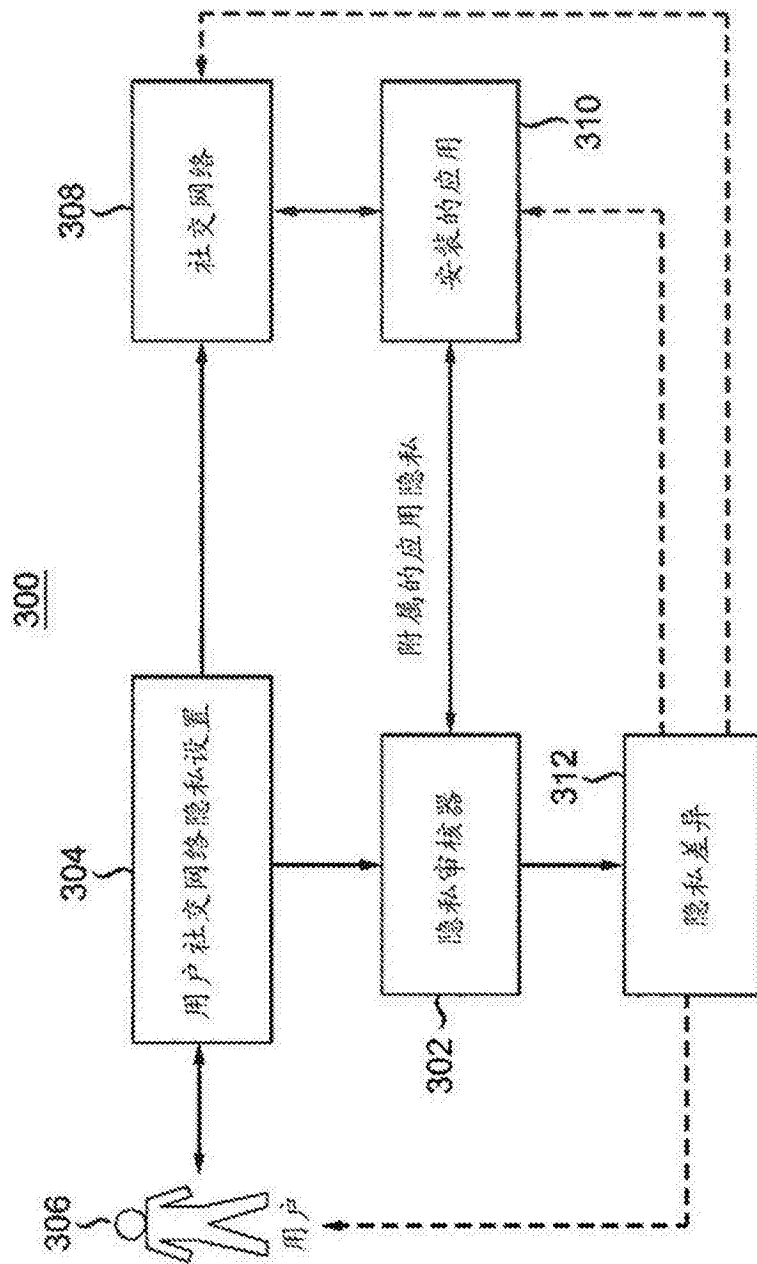 300
306
用户
304
用户社交网络隐私设置
308
社交网络
302
隐私审核器
附属的应用隐私
安装的应用
310
312
隐私差异